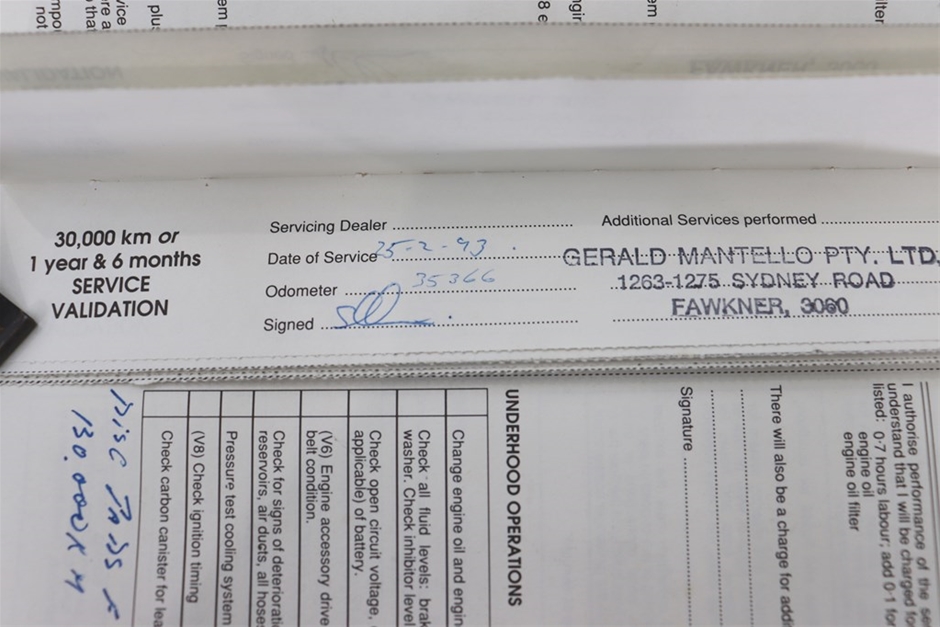 30,000 km or
1 year & 6 months
SERVICE
VALIDATION
Servicing Dealer
Date of Service 25-2-93
Odometer 35366
Signed
Additional Services performed
GERALD MANTELLO PTY. LTD.
1263-1275 SYDNEY ROAD
FAWKNER, 3060
I authorise performance of the se
understand that I will be charged fo
listed: 0·7 hours labour; add 0·1 f
engine oil
engine oil filter
There will also be a charge for addi
Signature
UNDERHOOD OPERATIONS
Change engine oil and engin
Check all fluid levels: brak
washer. Check inhibitor level
Check open circuit voltage,
applicable) of battery.
(V6) Engine accessory drive
belt condition.
Check for signs of deteriorati
reservoirs, air ducts, all hose
Pressure test cooling system
(V8) Check ignition timing
Check carbon canister for lea
Disc
130.000KM